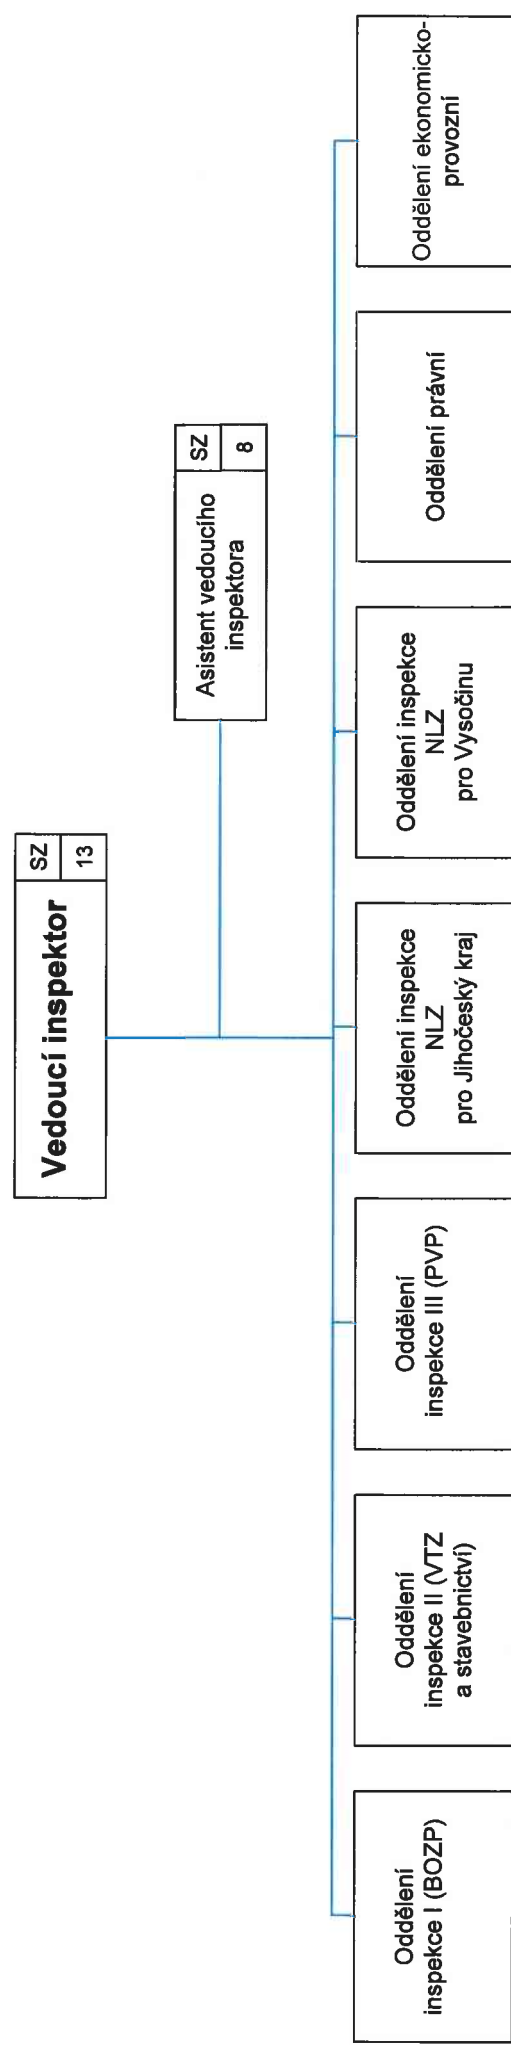 Vedoucí inspektor
SZ
13
Asistent vedoucího
inspektora
SZ
8
Oddělení
inspekce I (BOZP)
Oddělení
inspekce II (VTZ
a stavebnictví)
Oddělení
inspekce III (PVP)
Oddělení inspekce
NLZ
pro Jihočeský kraj
Oddělení inspekce
NLZ
pro Vysočinu
Oddělení právní
Oddělení ekonomicko-
provozní